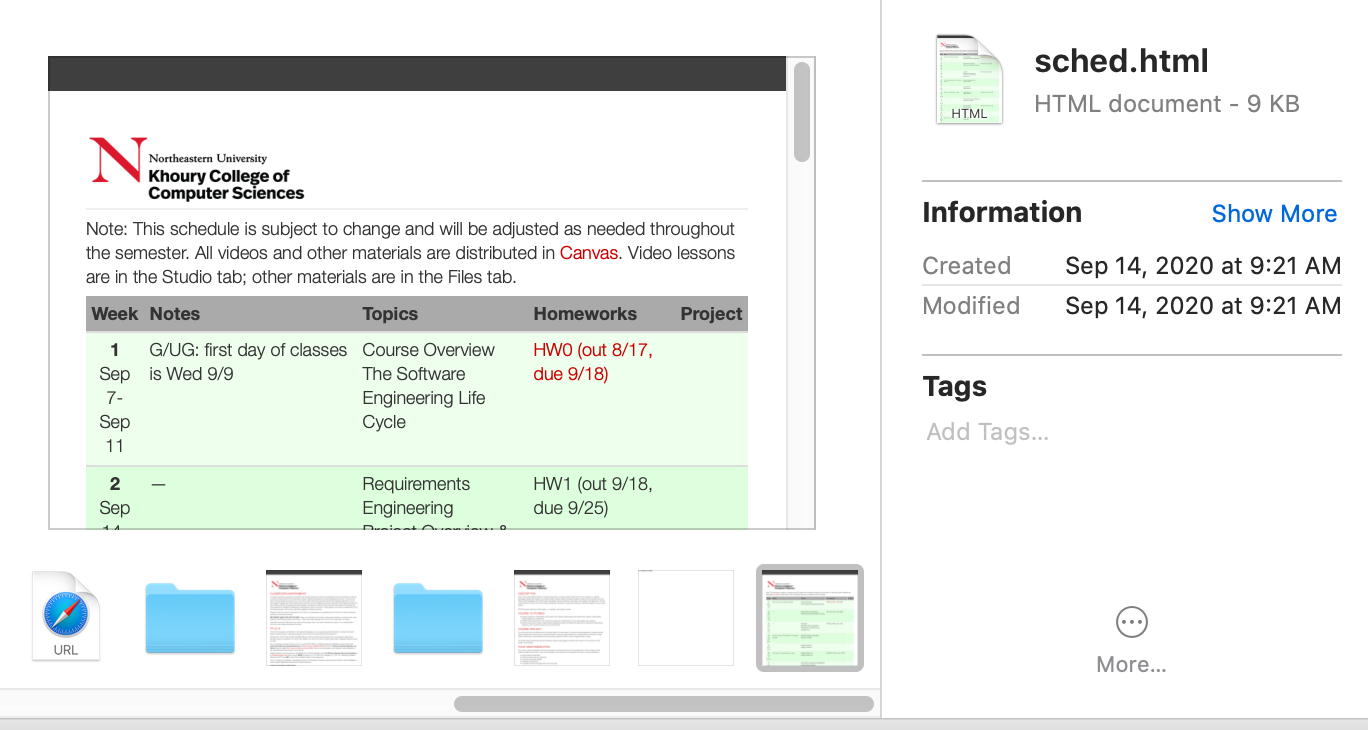 Northeastern University
Khoury College of
Computer Sciences
Note: This schedule is subject to change and will be adjusted as needed throughout
the semester. All videos and other materials are distributed in Canvas. Video lessons
are in the Studio tab; other materials are in the Files tab.
Week Notes Topics Homeworks Project
1 G/UG: first day of classes Course Overview HW0 (out 8/17,
Sep is Wed 9/9 The Software due 9/18)
7- Engineering Life
Sep Cycle
11
2 — Requirements HW1 (out 9/18,
Sep Engineering due 9/25)
14 Project Overview &
URL
sched.html
HTML document - 9 KB
HTML
Information Show More
Created Sep 14, 2020 at 9:21 AM
Modified Sep 14, 2020 at 9:21 AM
Tags
Add Tags...
More...